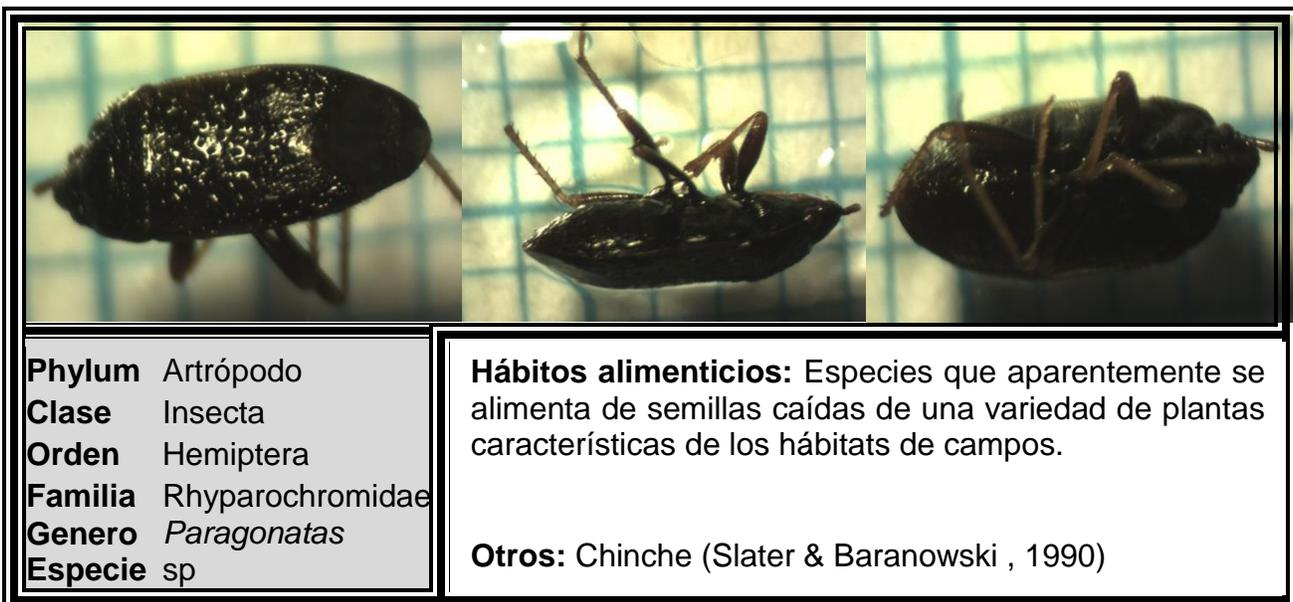 Phylum Artrópodo
Clase Insecta
Orden Hemiptera
Familia Rhyparochromidae
Genero Paragonatas
Especie sp
Hábitos alimenticios: Especies que aparentemente se
alimenta de semillas caídas de una variedad de plantas
características de los hábitats de campos.
Otros: Chinche (Slater & Baranowski , 1990)